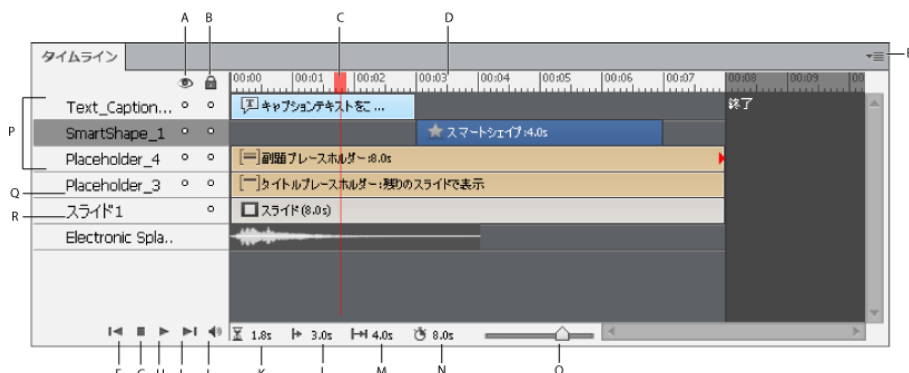 A B C D
タイムライン
E
00:00 00:01 00:02 00:03 00:04 00:05 00:06 00:07 00:08 00:09 00
Text_Caption... キャプションテキストをこ ... 終了
P
SmartShape_1 スマートシェイプ:4.0s
Placeholder_4 副題プレースホルダー:8.0s
Q Placeholder_3 タイトルプレースホルダー:残りのスライドで表示
R スライド1 スライド(8.0s)
Electronic Spla..
1.8s 3.0s 4.0s 8.0s
F G H I J K L M N O